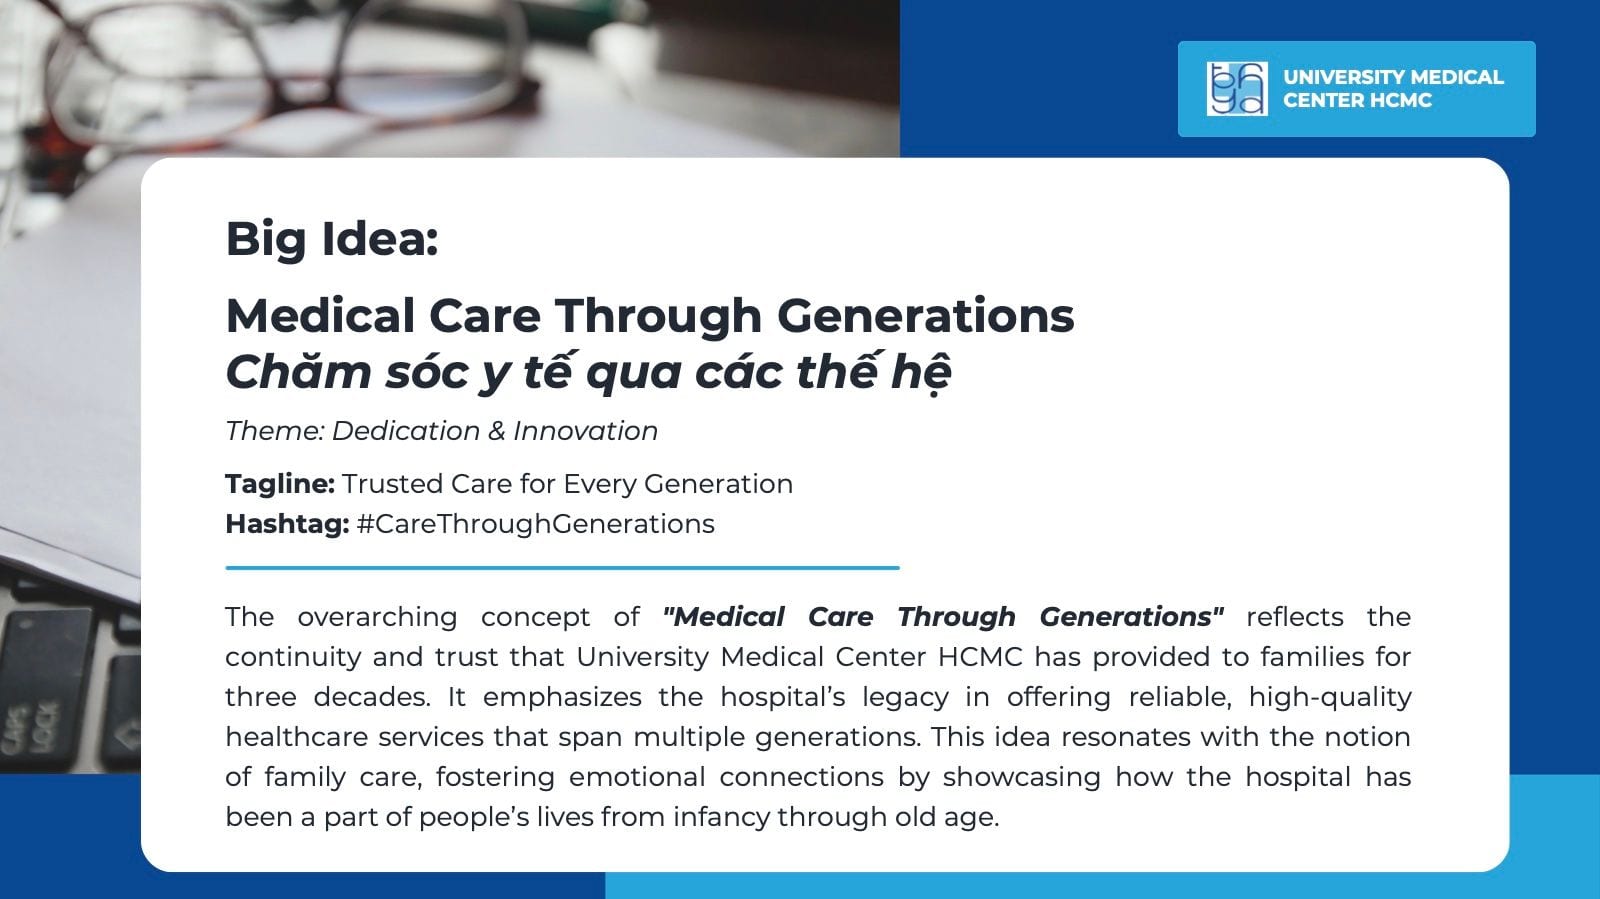 UNIVERSITY MEDICAL
CENTER HCMC
Big Idea:
Medical Care Through Generations
Chăm sóc y tế qua các thế hệ
Theme: Dedication & Innovation
Tagline: Trusted Care for Every Generation
Hashtag: #CareThroughGenerations
The overarching concept of "Medical Care Through Generations" reflects the
continuity and trust that University Medical Center HCMC has provided to families for
three decades. It emphasizes the hospital’s legacy in offering reliable, high-quality
healthcare services that span multiple generations. This idea resonates with the notion
of family care, fostering emotional connections by showcasing how the hospital has
been a part of people’s lives from infancy through old age.
CAPS
LOCK